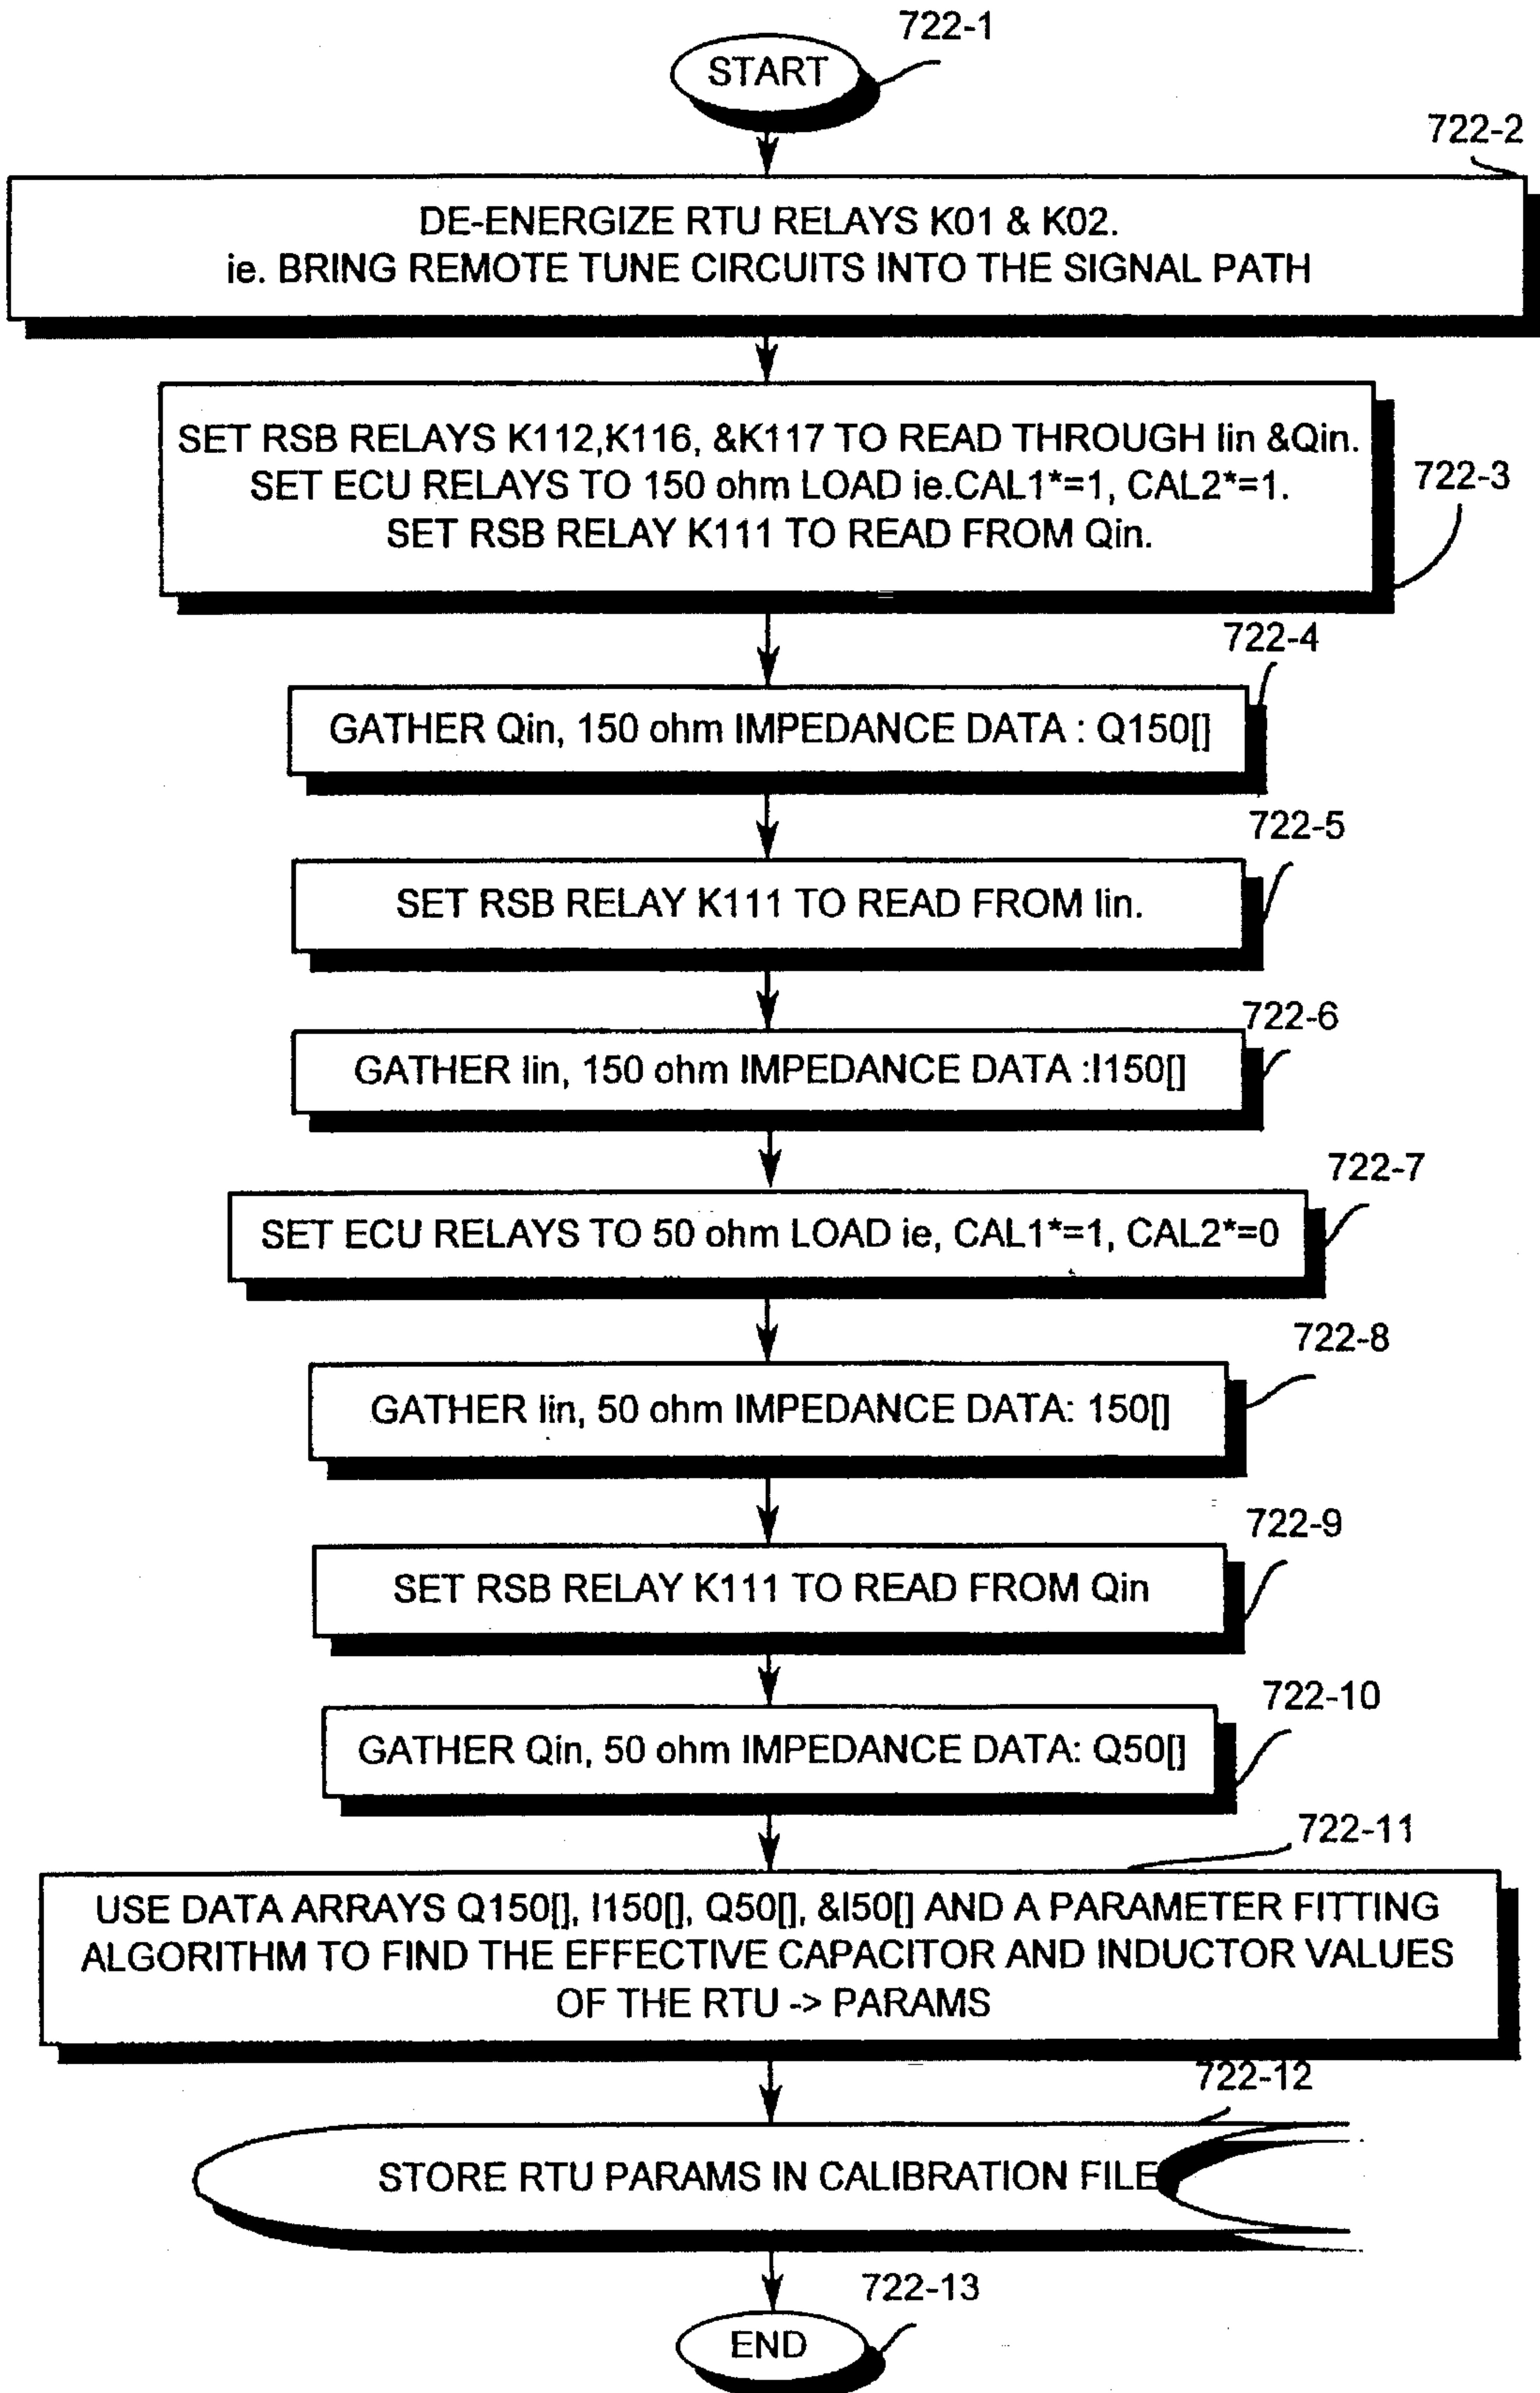 722-1
START
722-2
DE-ENERGIZE RTU RELAYS K01 & K02.
ie. BRING REMOTE TUNE CIRCUITS INTO THE SIGNAL PATH
SET RSB RELAYS K112,K116, &K117 TO READ THROUGH Iin &Qin.
SET ECU RELAYS TO 150 ohm LOAD ie.CAL1*=1, CAL2*=1.
SET RSB RELAY K111 TO READ FROM Qin.
722-3
722-4
GATHER Qin, 150 ohm IMPEDANCE DATA : Q150[]
722-5
SET RSB RELAY K111 TO READ FROM Iin.
722-6
GATHER Iin, 150 ohm IMPEDANCE DATA :I150[]
722-7
SET ECU RELAYS TO 50 ohm LOAD ie, CAL1*=1, CAL2*=0
722-8
GATHER Iin, 50 ohm IMPEDANCE DATA: 150[]
722-9
SET RSB RELAY K111 TO READ FROM Qin
722-10
GATHER Qin, 50 ohm IMPEDANCE DATA: Q50[]
722-11
USE DATA ARRAYS Q150[], I150[], Q50[], &I50[] AND A PARAMETER FITTING
ALGORITHM TO FIND THE EFFECTIVE CAPACITOR AND INDUCTOR VALUES
OF THE RTU -> PARAMS
722-12
STORE RTU PARAMS IN CALIBRATION FILE
722-13
END